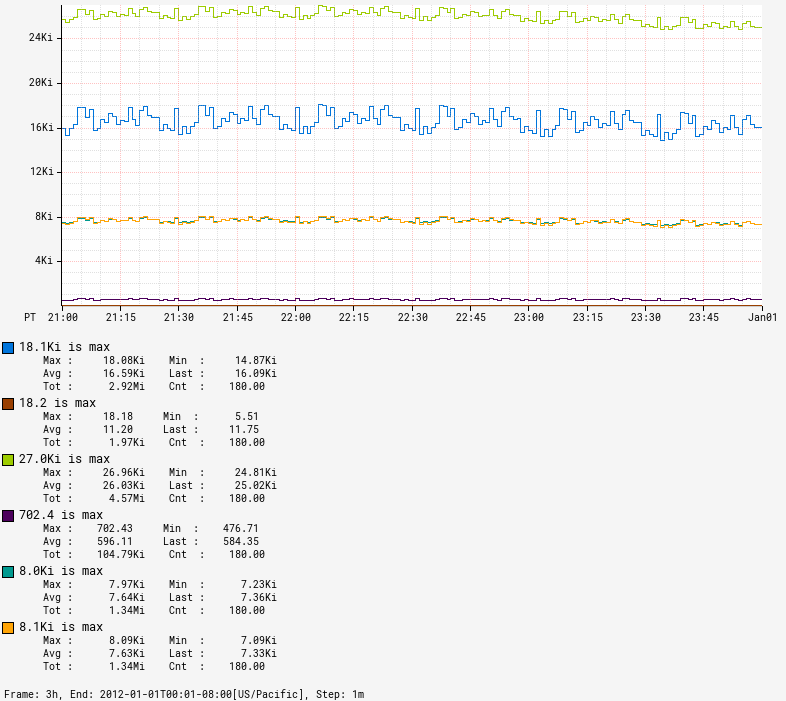 24Ki
20Ki
16Ki
12Ki
8Ki
4Ki
PT 21:00 21:15 21:30 21:45 22:00 22:15 22:30 22:45 23:00 23:15 23:30 23:45 Jan01
18.1Ki is max
Max : 18.08Ki Min : 14.87Ki
Avg : 16.59Ki Last : 16.09Ki
Tot : 2.92Mi Cnt : 180.00
18.2 is max
Max : 18.18 Min : 5.51
Avg : 11.20 Last : 11.75
Tot : 1.97Ki Cnt : 180.00
27.0Ki is max
Max : 26.96Ki Min : 24.81Ki
Avg : 26.03Ki Last : 25.02Ki
Tot : 4.57Mi Cnt : 180.00
702.4 is max
Max : 702.43 Min : 476.71
Avg : 596.11 Last : 584.35
Tot : 104.79Ki Cnt : 180.00
8.0Ki is max
Max : 7.97Ki Min : 7.23Ki
Avg : 7.64Ki Last : 7.36Ki
Tot : 1.34Mi Cnt : 180.00
8.1Ki is max
Max : 8.09Ki Min : 7.09Ki
Avg : 7.63Ki Last : 7.33Ki
Tot : 1.34Mi Cnt : 180.00
Frame: 3h, End: 2012-01-01T00:01-08:00[US/Pacific], Step: 1m